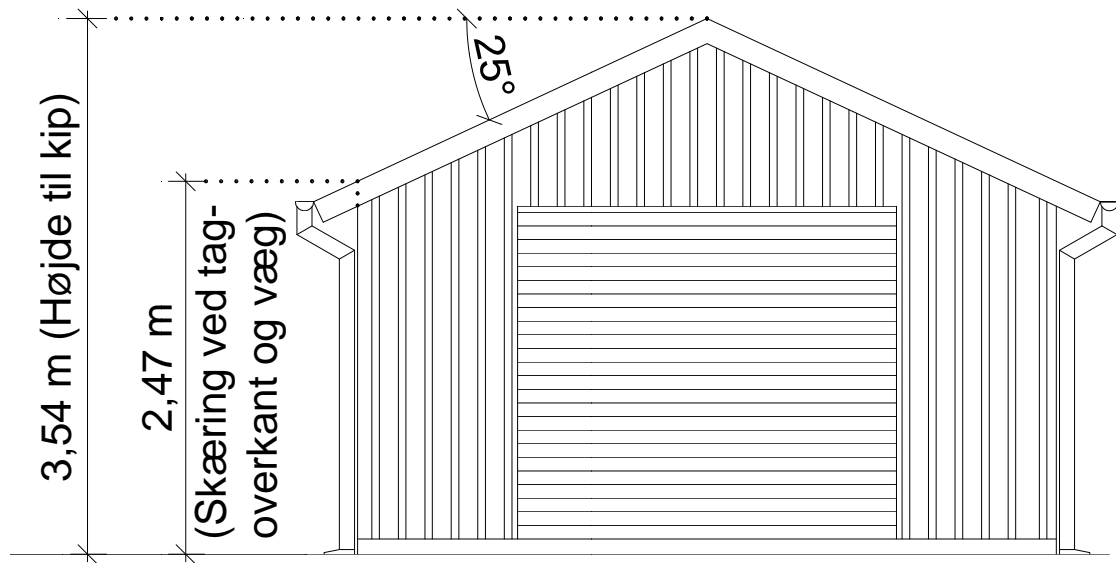 3,54 m (Højde til kip)
2,47 m
(Skæring ved tag-
overkant og væg)
25°